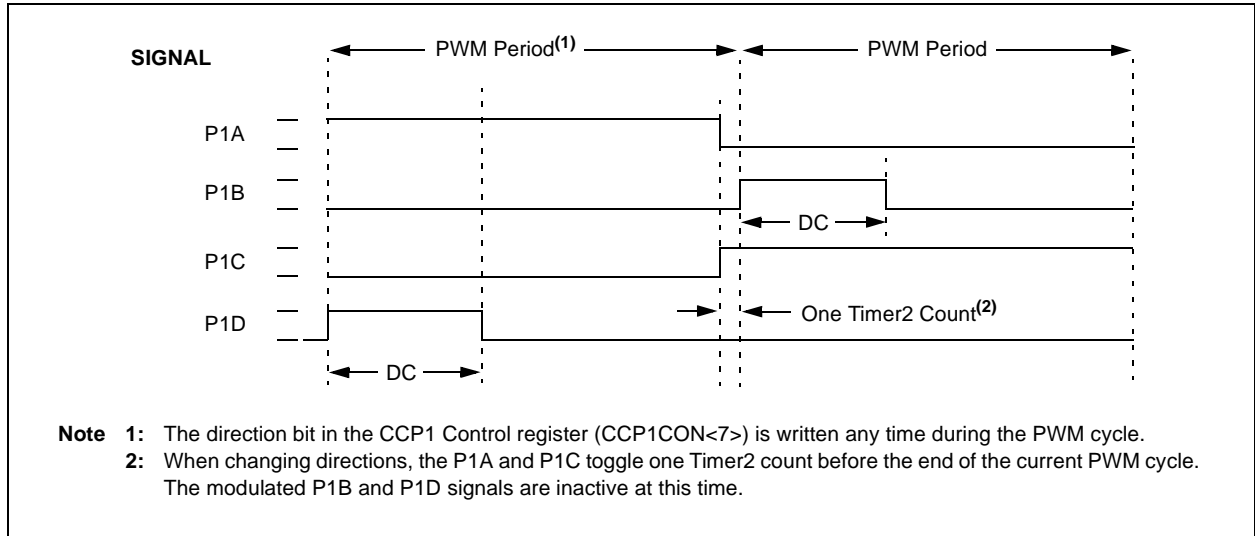 SIGNAL
PWM Period(1)
PWM Period
P1A
P1B
DC
P1C
P1D
One Timer2 Count(2)
DC
Note 1: The direction bit in the CCP1 Control register (CCP1CON<7>) is written any time during the PWM cycle.
2: When changing directions, the P1A and P1C toggle one Timer2 count before the end of the current PWM cycle.
The modulated P1B and P1D signals are inactive at this time.